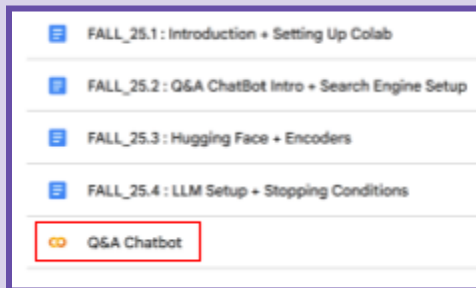 FALL_25.1 : Introduction + Setting Up Colab
FALL_25.2 : Q&A ChatBot Intro + Search Engine Setup
FALL_25.3 : Hugging Face + Encoders
FALL_25.4 : LLM Setup + Stopping Conditions
Q&A Chatbot